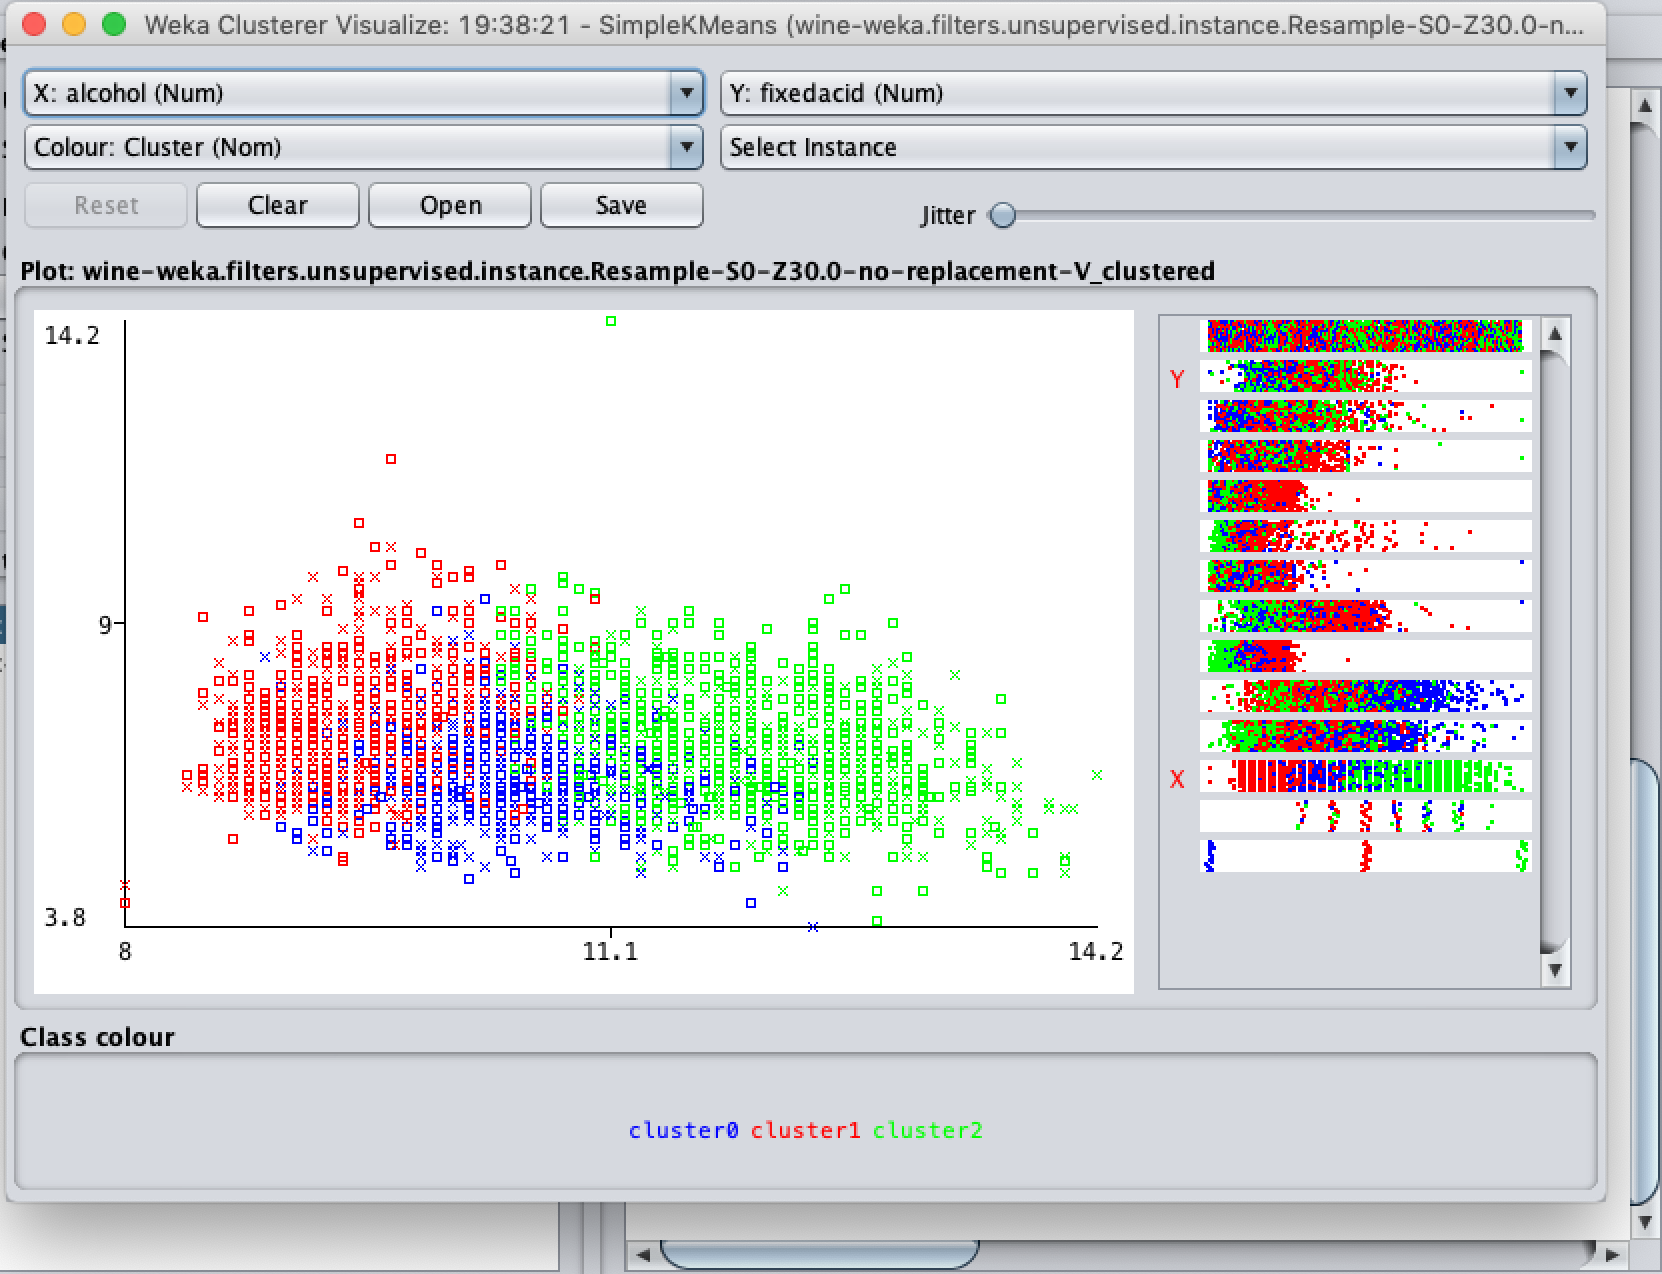 Weka Clusterer Visualize: 19:38:21 - SimpleKMeans (wine-weka.filters.unsupervised.instance.Resample-S0-Z30.0-n...
X: alcohol (Num)
Y: fixedacid (Num)
Colour: Cluster (Nom)
Select Instance
Reset
Clear
Open
Save
Jitter
Plot: wine-weka.filters.unsupervised.instance.Resample-S0-Z30.0-no-replacement-V_clustered
14.2
9
3.8
8
11.1
14.2
Y
X
Class colour
cluster0 cluster1 cluster2